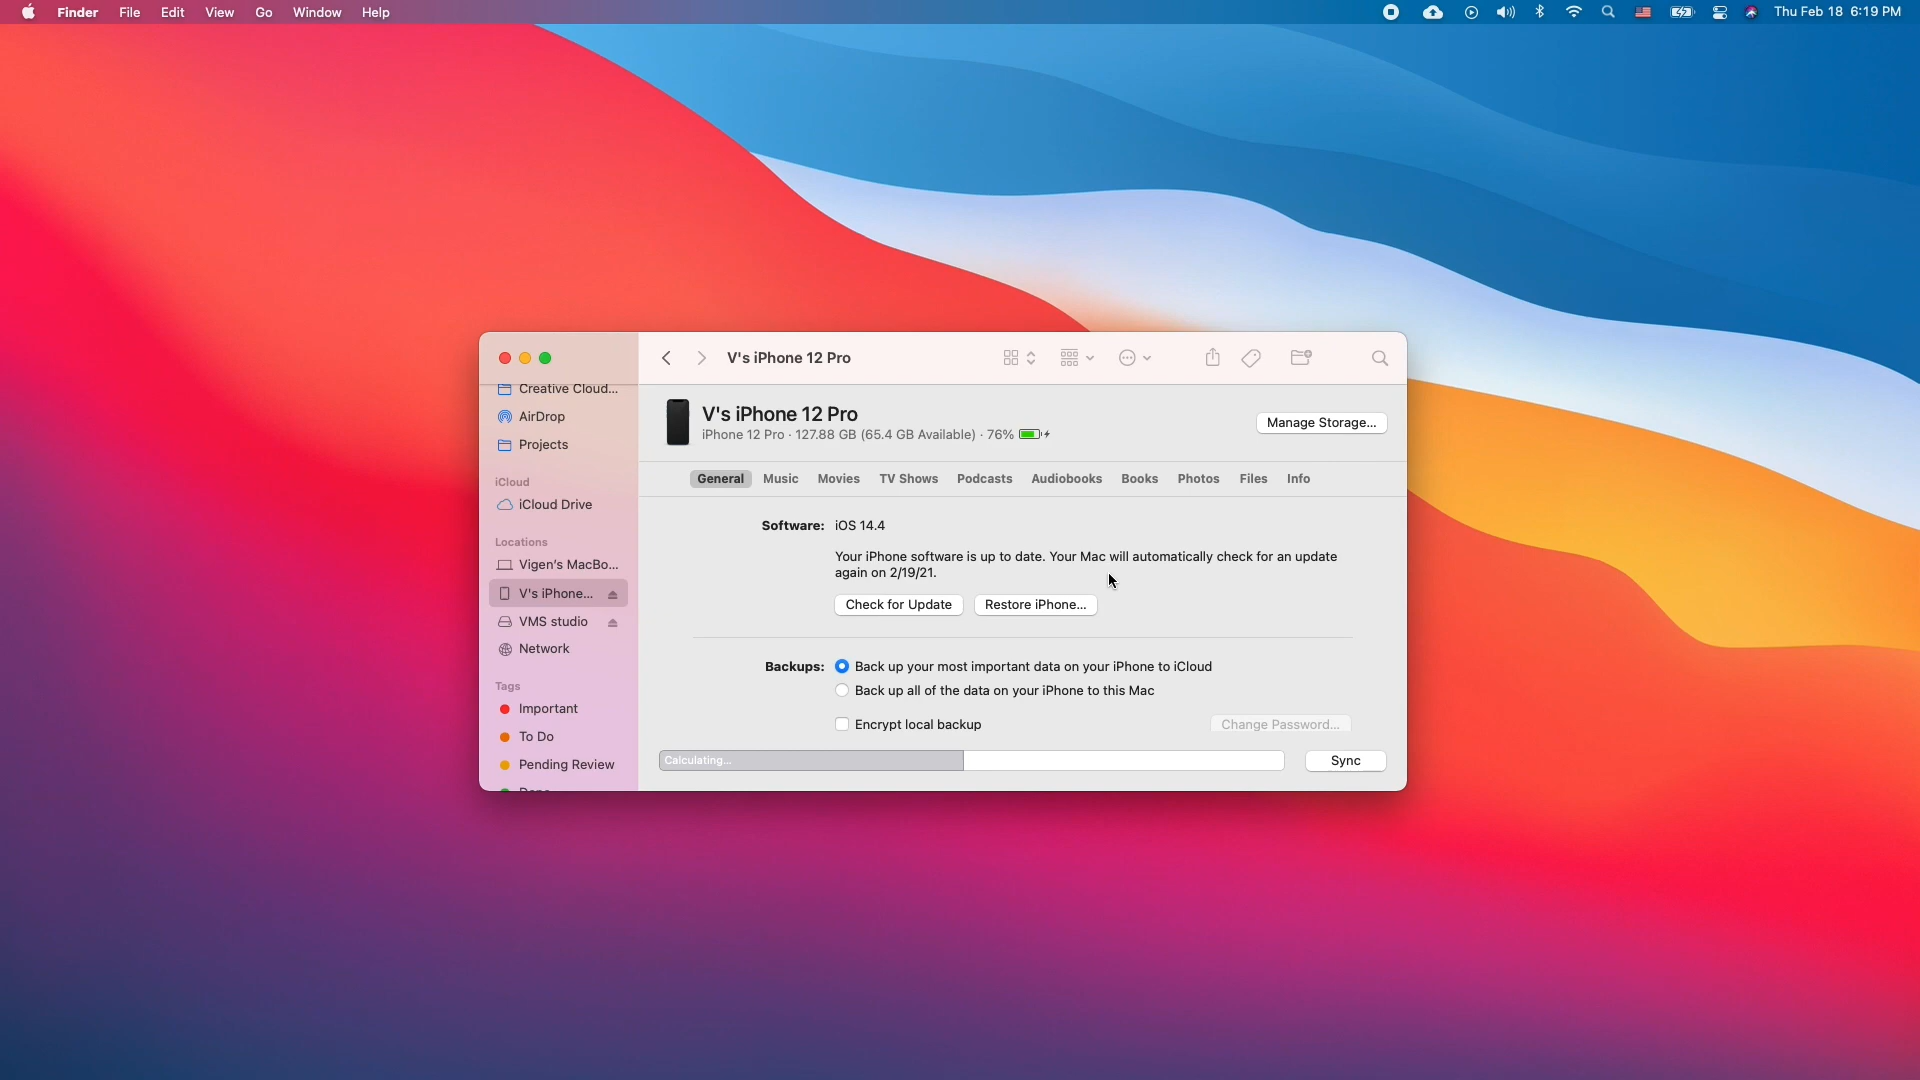 Finder File Edit View Go Window Help Thu Feb 18 6:19 PM
V's iPhone 12 Pro
Creative Cloud...
AirDrop
Projects
iCloud
iCloud Drive
Locations
Vigen's MacBo...
V's iPhone...
VMS studio
Network
Tags
Important
To Do
Pending Review
V's iPhone 12 Pro
iPhone 12 Pro · 127.88 GB (65.4 GB Available) · 76%
Manage Storage...
General Music Movies TV Shows Podcasts Audiobooks Books Photos Files Info
Software: iOS 14.4
Your iPhone software is up to date. Your Mac will automatically check for an update
again on 2/19/21.
Check for Update Restore iPhone...
Backups: Back up your most important data on your iPhone to iCloud
Back up all of the data on your iPhone to this Mac
Encrypt local backup Change Password...
Calculating... Sync